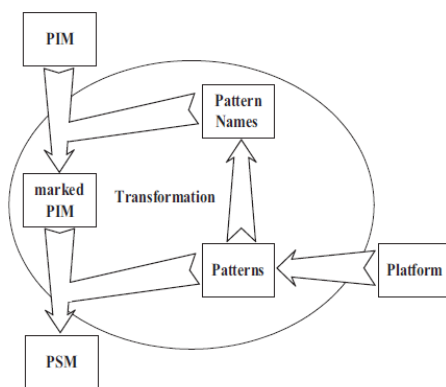 PIM
Pattern
Names
marked
PIM
Transformation
Patterns
Platform
PSM